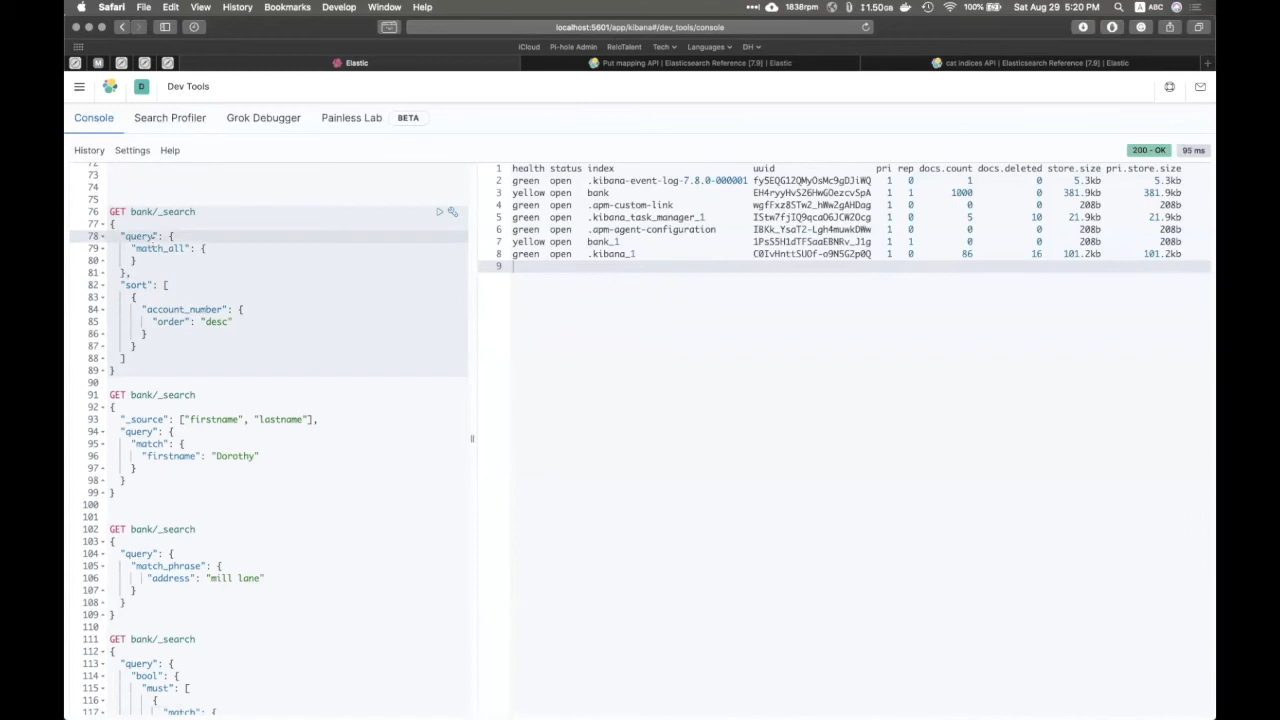 Safari File Edit View History Bookmarks Develop Window Help 1838rpm 1.50GB 100% ABC Sat Aug 29 5:20 PM
localhost:5601/app/kibana#/dev_tools/console
iCloud Pi-hole Admin ReloTalent Tech Languages DH
Elastic Put mapping API | Elasticsearch Reference [7.9] | Elastic cat indices API | Elasticsearch Reference [7.9] | Elastic
D Dev Tools
Console Search Profiler Grok Debugger Painless Lab BETA
History Settings Help 200 - OK 95 ms
72
73
74
75
76 GET bank/_search
77 {
78 "query": {
79 "match_all": {
80 }
81 },
82 "sort": [
83 {
84 "account_number": {
85 "order": "desc"
86 }
87 }
88 ]
89 }
90
91 GET bank/_search
92 {
93 "_source": ["firstname", "lastname"],
94 "query": {
95 "match": {
96 "firstname": "Dorothy"
97 }
98 }
99 }
100
101
102 GET bank/_search
103 {
104 "query": {
105 "match_phrase": {
106 "address": "mill lane"
107 }
108 }
109 }
110
111 GET bank/_search
112 {
113 "query": {
114 "bool": {
115 "must": [
116 {
117 "match": {
1 health status index uuid pri rep docs.count docs.deleted store.size pri.store.size
2 green open .kibana-event-log-7.8.0-000001 1 0 1 0 5.3kb 5.3kb
3 yellow open bank 1 1 1000 0 381.9kb 381.9kb
4 green open .apm-custom-link 1 0 0 0 208b 208b
5 green open .kibana_task_manager_1 1 0 5 10 21.9kb 21.9kb
6 green open .apm-agent-configuration 1 0 0 0 208b 208b
7 yellow open bank_1 1 1 0 0 208b 208b
8 green open .kibana_1 1 0 86 16 101.2kb 101.2kb
9